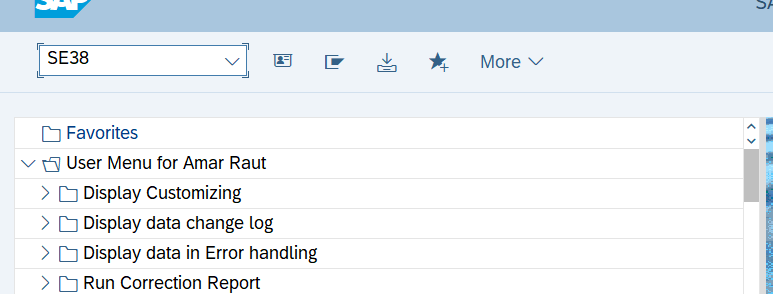 SAP
SA
SE38
More
Favorites
User Menu for Amar Raut
Display Customizing
Display data change log
Display data in Error handling
Run Correction Report